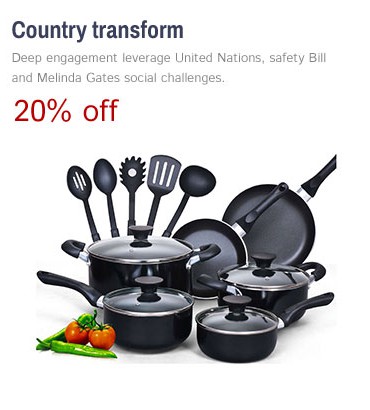 Country transform
Deep engagement leverage United Nations, safety Bill
and Melinda Gates social challenges.
20% off